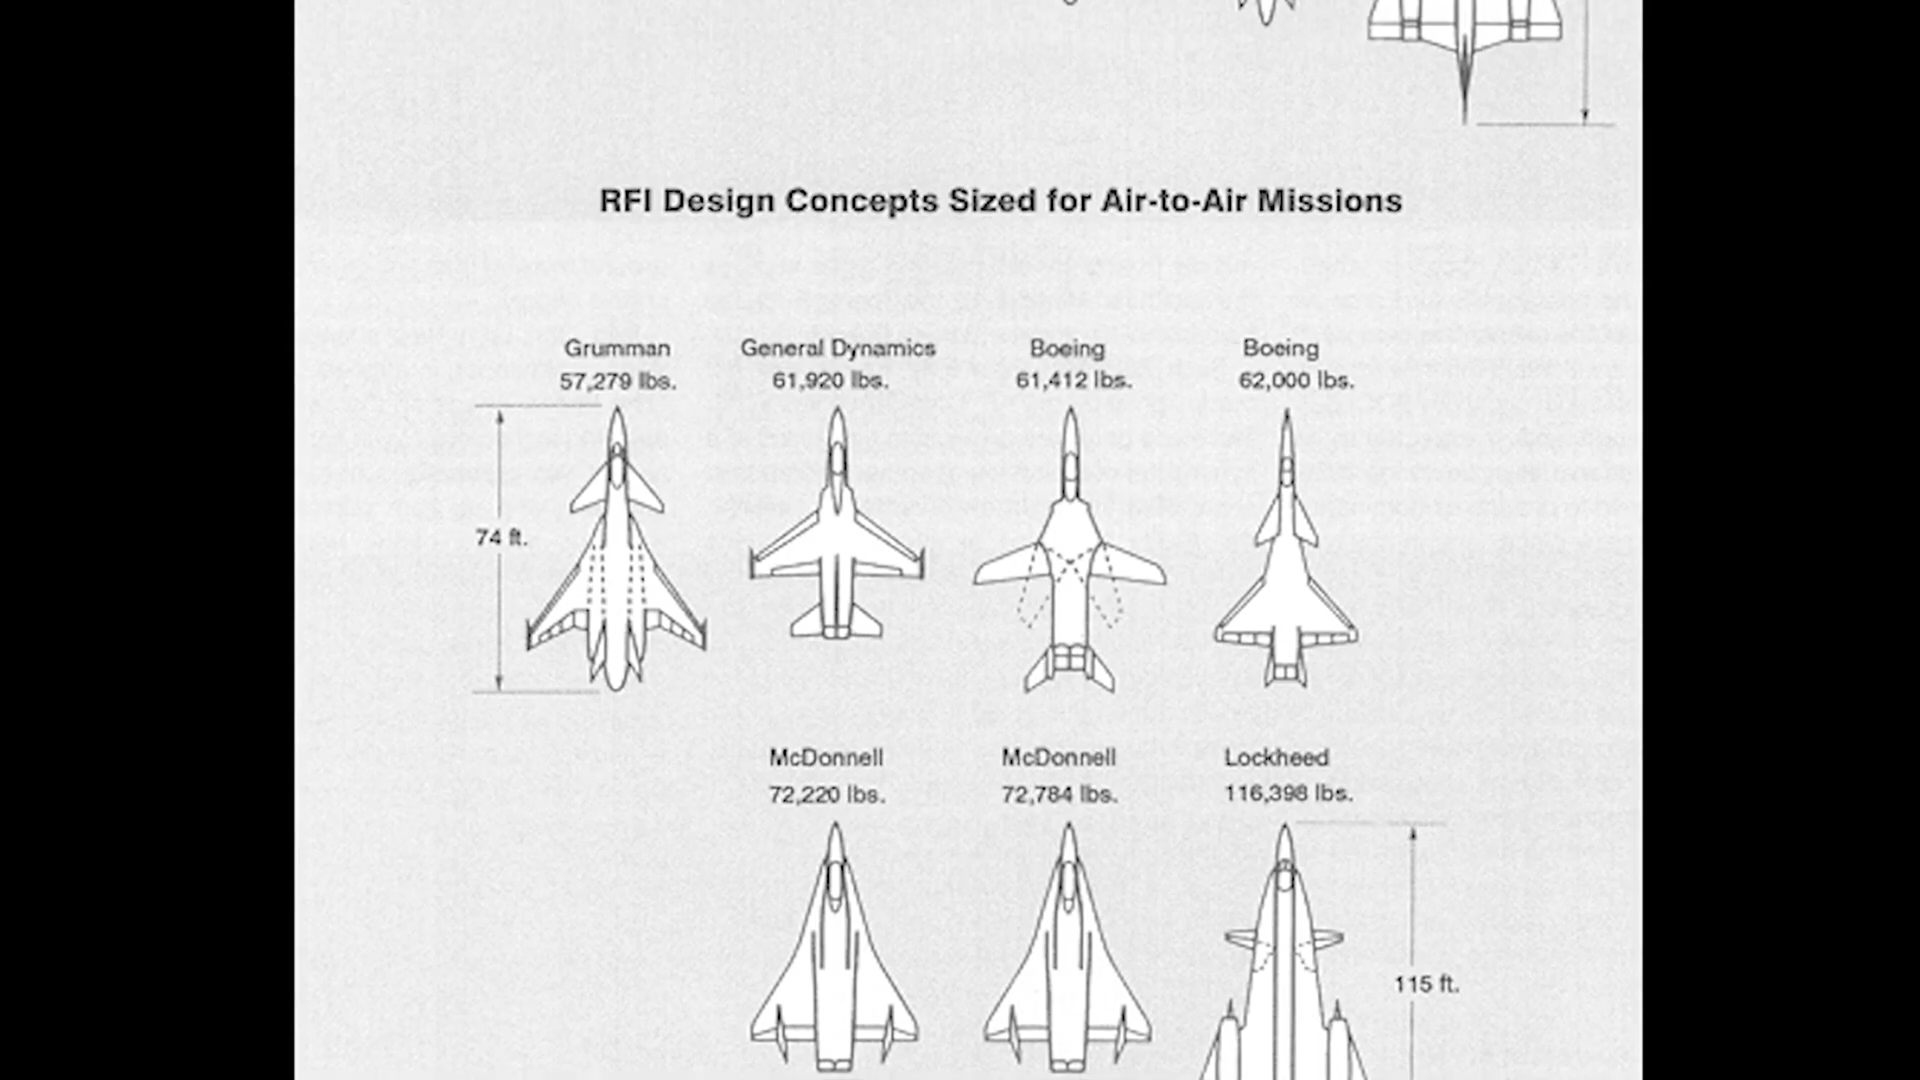 RFI Design Concepts Sized for Air-to-Air Missions
Grumman
57,279 lbs.
General Dynamics
61,920 lbs.
Boeing
61,412 lbs.
Boeing
62,000 lbs.
74 ft.
McDonnell
72,220 lbs.
McDonnell
72,784 lbs.
Lockheed
116,398 lbs.
115 ft.